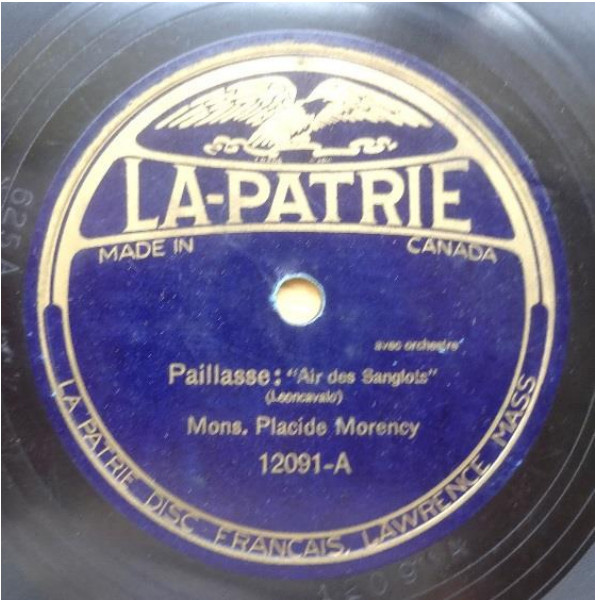 LA-PATRIE
MADE IN CANADA
avec orchestre
Paillasse: "Air des Sanglots"
(Leoncavalo)
Mons. Placide Morency
12091-A
LA PATRIE DISC FRANCAIS, LAWRENCE MASS
625A